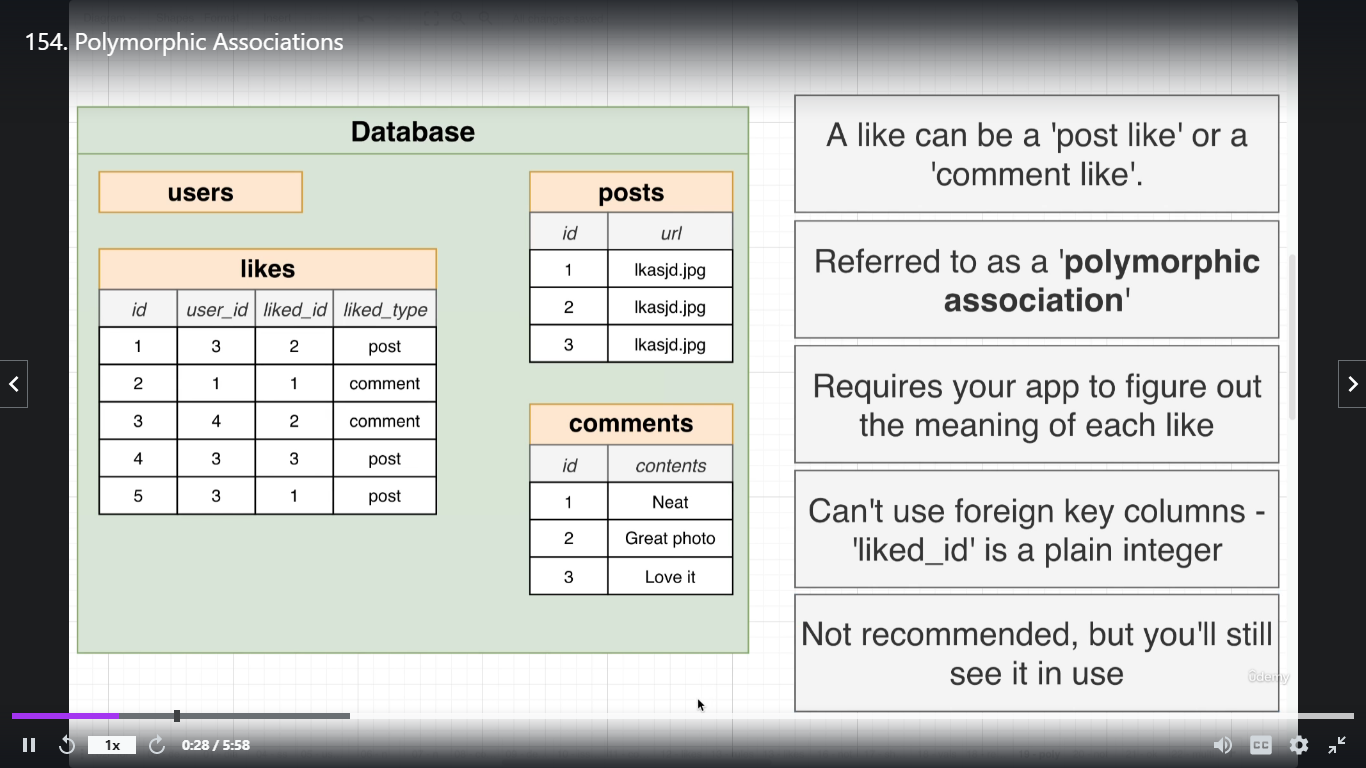 154. Polymorphic Associations
Database
users
likes
id user_id liked_id liked_type
1 3 2 post
2 1 1 comment
3 4 2 comment
4 3 3 post
5 3 1 post
posts
id url
1 lkasjd.jpg
2 lkasjd.jpg
3 lkasjd.jpg
comments
id contents
1 Neat
2 Great photo
3 Love it
A like can be a 'post like' or a
'comment like'.
Referred to as a 'polymorphic
association'
Requires your app to figure out
the meaning of each like
Can't use foreign key columns -
'liked_id' is a plain integer
Not recommended, but you'll still
see it in use
ûdemy
1x 0:28 / 5:58
CC